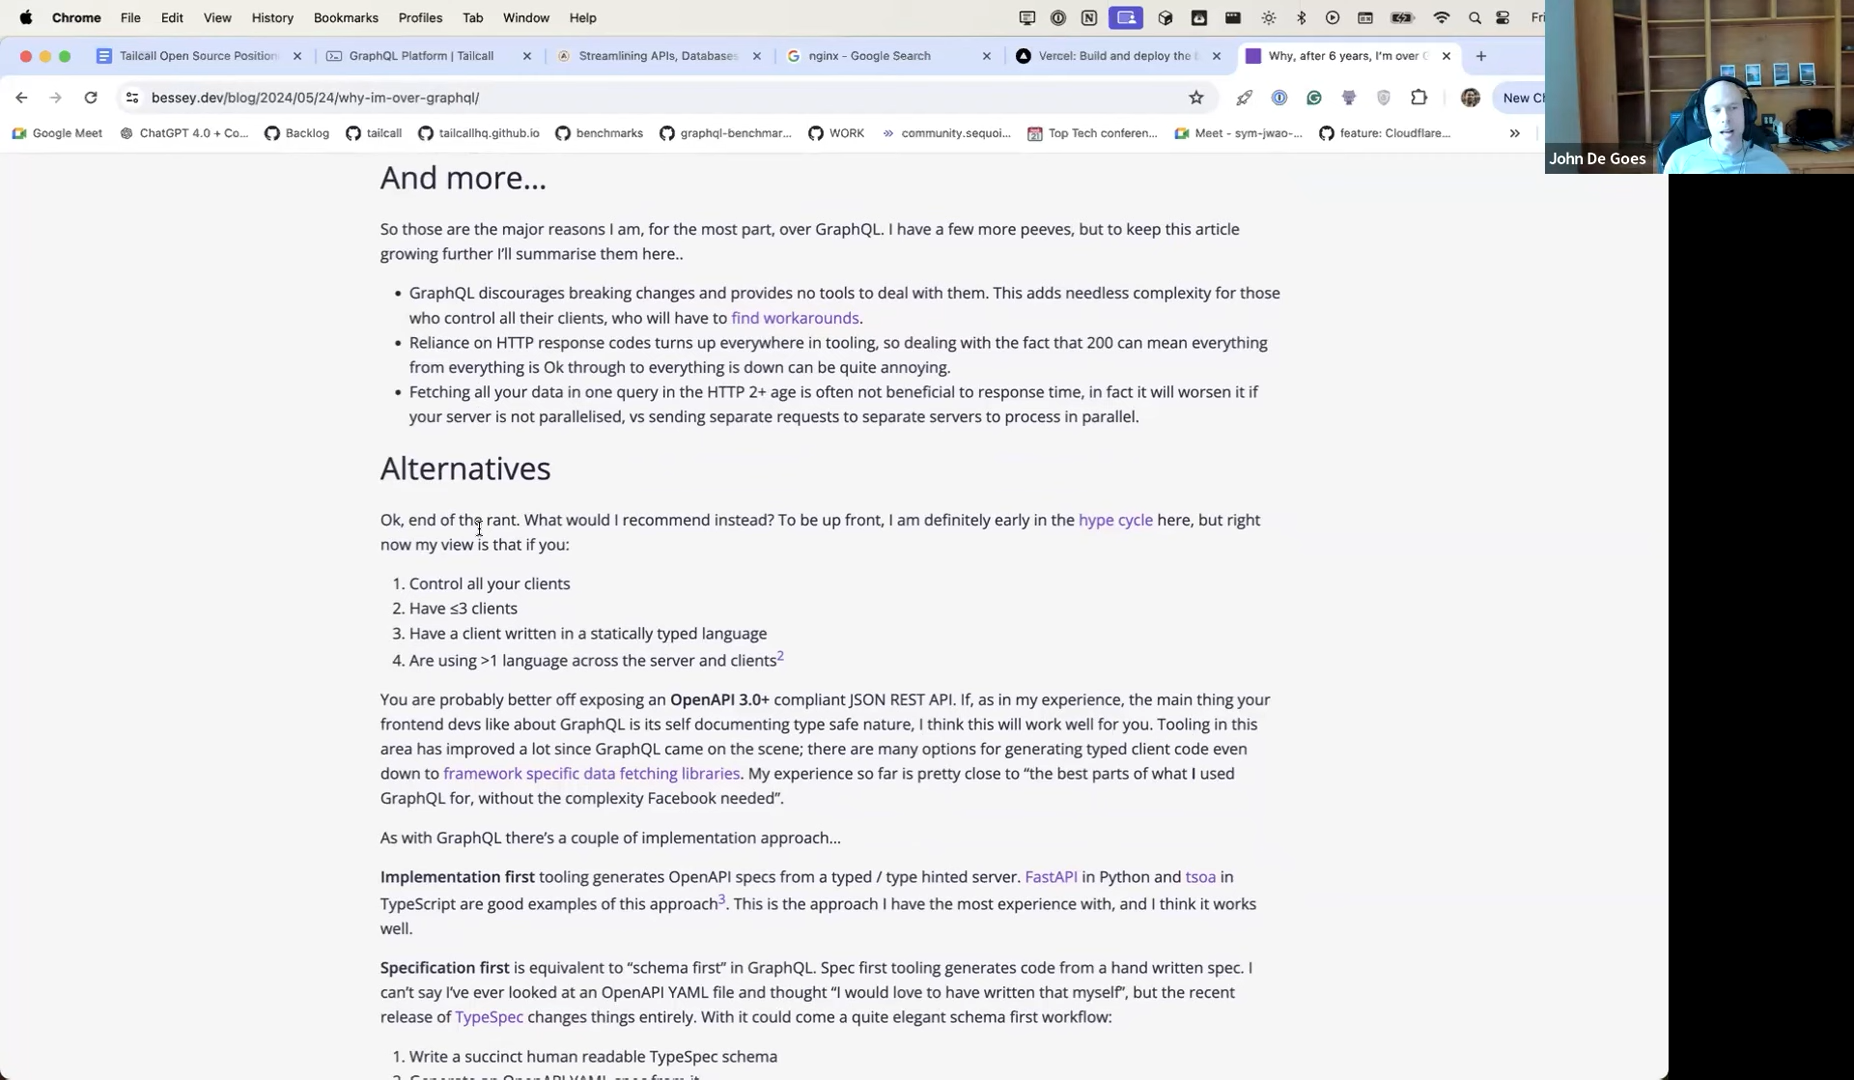 Chrome File Edit View History Bookmarks Profiles Tab Window Help
Tailcall Open Source Position
GraphQL Platform | Tailcall
Streamlining APIs, Databases
nginx - Google Search
Vercel: Build and deploy the b
Why, after 6 years, I'm over G
bessey.dev/blog/2024/05/24/why-im-over-graphql/
New Ch
Google Meet ChatGPT 4.0 + Co... Backlog tailcall tailcallhq.github.io benchmarks graphql-benchmar... WORK community.sequoi... Top Tech conferen... Meet - sym-jwao-... feature: Cloudflare...
John De Goes
And more...
So those are the major reasons I am, for the most part, over GraphQL. I have a few more peeves, but to keep this article
growing further I'll summarise them here..
• GraphQL discourages breaking changes and provides no tools to deal with them. This adds needless complexity for those
who control all their clients, who will have to find workarounds.
• Reliance on HTTP response codes turns up everywhere in tooling, so dealing with the fact that 200 can mean everything
from everything is Ok through to everything is down can be quite annoying.
• Fetching all your data in one query in the HTTP 2+ age is often not beneficial to response time, in fact it will worsen it if
your server is not parallelised, vs sending separate requests to separate servers to process in parallel.
Alternatives
Ok, end of the rant. What would I recommend instead? To be up front, I am definitely early in the hype cycle here, but right
now my view is that if you:
1. Control all your clients
2. Have ≤3 clients
3. Have a client written in a statically typed language
4. Are using >1 language across the server and clients2
You are probably better off exposing an OpenAPI 3.0+ compliant JSON REST API. If, as in my experience, the main thing your
frontend devs like about GraphQL is its self documenting type safe nature, I think this will work well for you. Tooling in this
area has improved a lot since GraphQL came on the scene; there are many options for generating typed client code even
down to framework specific data fetching libraries. My experience so far is pretty close to “the best parts of what I used
GraphQL for, without the complexity Facebook needed”.
As with GraphQL there's a couple of implementation approach...
Implementation first tooling generates OpenAPI specs from a typed / type hinted server. FastAPI in Python and tsoa in
TypeScript are good examples of this approach3. This is the approach I have the most experience with, and I think it works
well.
Specification first is equivalent to “schema first” in GraphQL. Spec first tooling generates code from a hand written spec. I
can't say I've ever looked at an OpenAPI YAML file and thought “I would love to have written that myself”, but the recent
release of TypeSpec changes things entirely. With it could come a quite elegant schema first workflow:
1. Write a succinct human readable TypeSpec schema
2. Generate an OpenAPI YAML spec from it